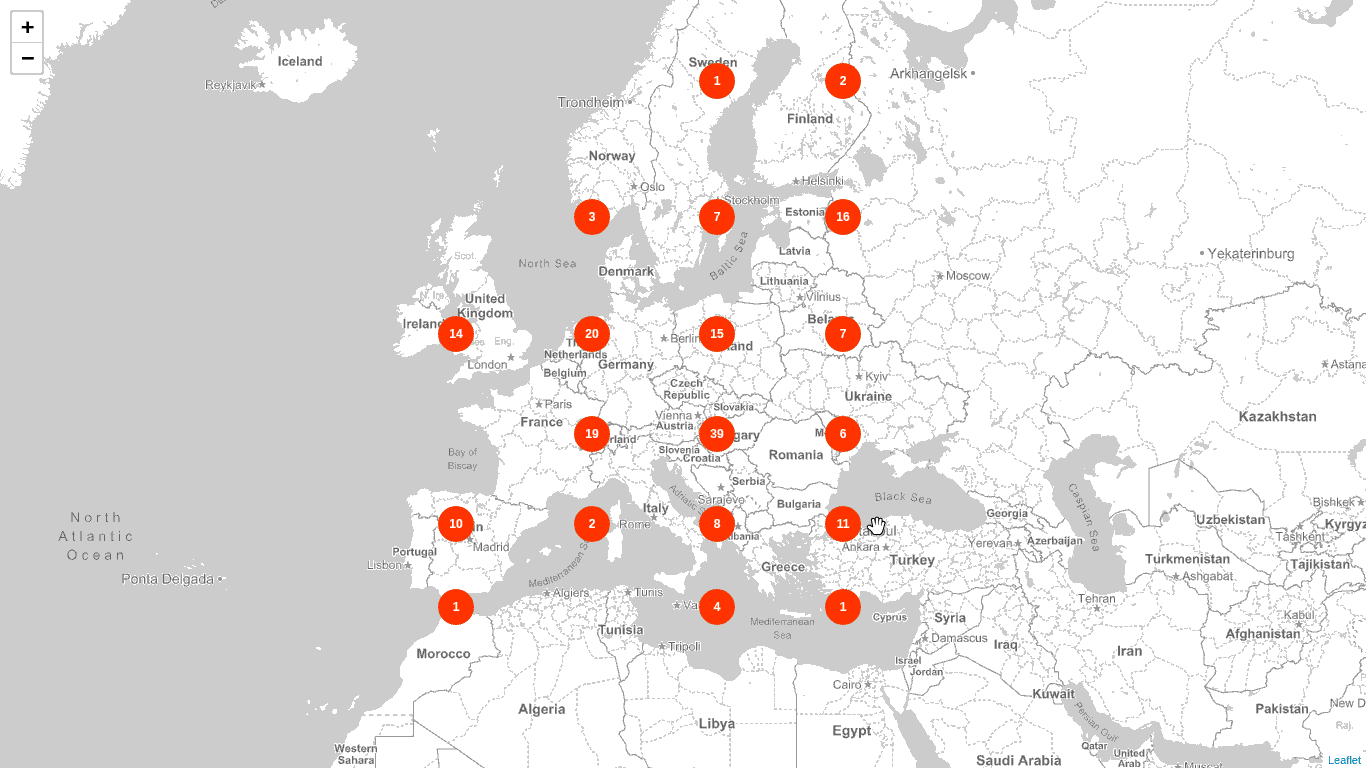 +
−
Iceland
Reykjavik
Sweden
1
2
Arkhangelsk
Trondheim
Finland
Norway
Oslo
Helsinki
Stockholm
3
7
Estonia
16
Latvia
North Sea
Baltic Sea
Denmark
Moscow
Yekaterinburg
Lithuania
Vilnius
Scot.
N. Ire.
United
Kingdom
Ireland
14
Eng.
London
20
Netherlands
Belgium
Germany
Berlin
15
7
Kyiv
Ukraine
Astana
Czech
Republic
Slovakia
Kazakhstan
Paris
France
Vienna
Austria
19
39
6
Slovenia
Croatia
Romania
Bay of
Biscay
Serbia
Sarajevo
Adriatic
Bulgaria
Black Sea
Caspian Sea
Italy
Rome
10
2
8
11
Madrid
Portugal
Lisbon
North
Atlantic
Ocean
Ponta Delgada
Mediterranean S
Greece
Ankara
Turkey
Georgia
Yerevan
Azerbaijan
Bishkek
Uzbekistan
Kyrgyz
Tashkent
Turkmenistan
Tajikistan
Ashgabat
Algiers
Tunis
1
Va
4
1
Mediterranean
Sea
Cyprus
Syria
Damascus
Tehran
Kabul
Afghanistan
Tunisia
Tripoli
Morocco
Israel
Jordan
Iraq
Iran
Cairo
Kuwait
Persian Gulf
Pakistan
New D
Raj.
Algeria
Libya
Egypt
Western
Sahara
Saudi Arabia
Qatar
United
Arab
Muscat
Leaflet